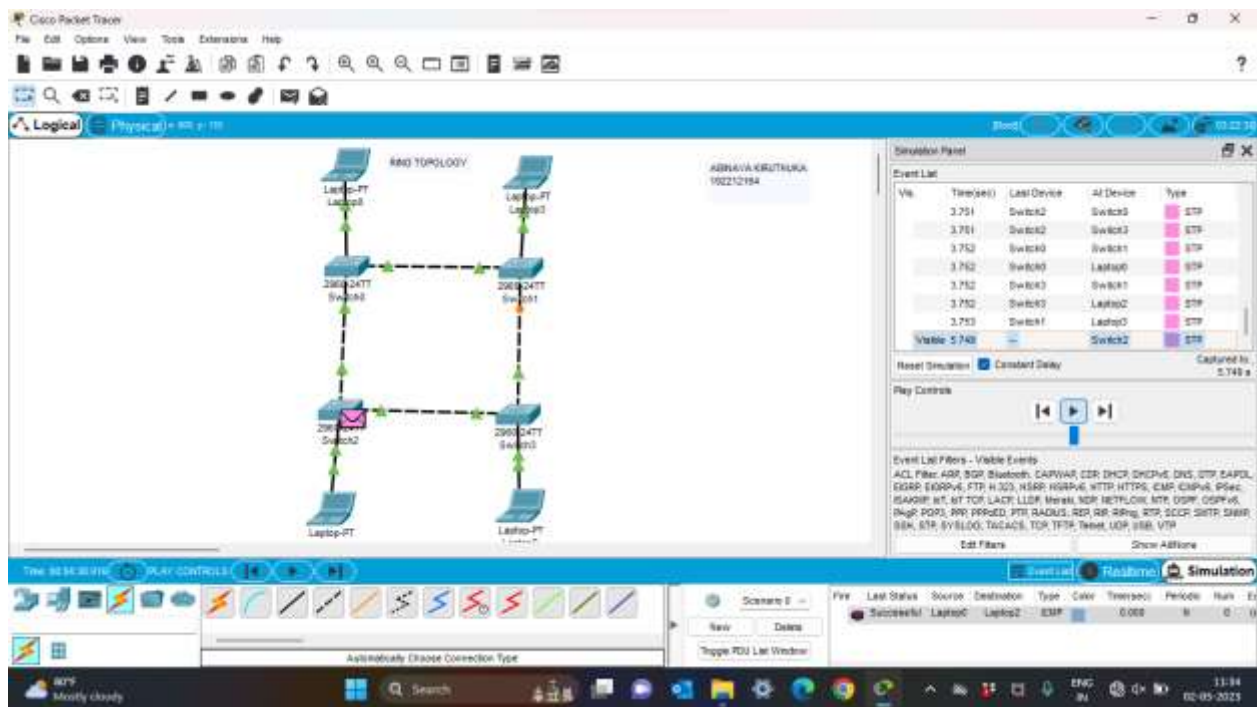 Cisco Packet Tracer
File Edit Options View Tools Extensions Help
?
Logical
Physical
[Root]
RING TOPOLOGY
ABINAYA KIRUTHIKA
192212164
Laptop-PT
Laptop-PT
2960-24TT
Switch0
2960-24TT
Switch1
Switch2
2960-24TT
Switch3
Laptop-PT
Laptop-PT
Simulation Panel
Event List
Vis. Time(sec) Last Device At Device Type
3.751 Switch2 Switch0 STP
3.751 Switch2 Switch3 STP
3.752 Switch0 Switch1 STP
3.752 Switch0 Laptop0 STP
3.752 Switch3 Switch1 STP
3.752 Switch3 Laptop2 STP
3.753 Switch1 Laptop3 STP
Visible 5.748 -- Switch2 STP
Reset Simulation Constant Delay
Captured to:
5.748 s
Play Controls
Event List Filters - Visible Events
ACL Filter, ARP, BGP, Bluetooth, CAPWAP, CDP, DHCP, DHCPv6, DNS, DTP, EAPOL,
EIGRP, EIGRPv6, FTP, H.323, HSRP, HSRPv6, HTTP, HTTPS, ICMP, ICMPv6, IPSec,
ISAKMP, IoT, IoT TCP, LACP, LLDP, Meraki, NDP, NETFLOW, NTP, OSPF, OSPFv6,
PAgP, POP3, PPP, PPPoED, PTP, RADIUS, REP, RIP, RIPng, RTP, SCCP, SMTP, SNMP,
SSH, STP, SYSLOG, TACACS, TCP, TFTP, Telnet, UDP, USB, VTP
Edit Filters
Show All/None
PLAY CONTROLS:
Event List
Realtime
Simulation
Scenario 0
New
Delete
Toggle PDU List Window
Fire Last Status Source Destination Type Color Time(sec) Periodic Num
Successful Laptop0 Laptop2 ICMP 0.000 N 0
Automatically Choose Connection Type
80°F
Mostly cloudy
Search
ENG
IN
11:34
02-05-2023